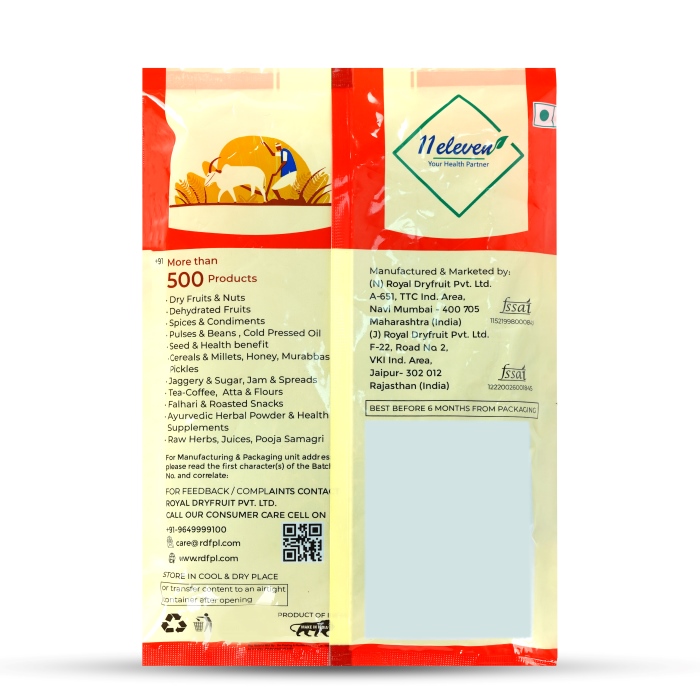 +91 More than
500 Products
· Dry Fruits & Nuts
· Dehydrated Fruits
· Spices & Condiments
· Pulses & Beans , Cold Pressed Oil
· Seed & Health benefit
· Cereals & Millets, Honey, Murabbas
Pickles
· Jaggery & Sugar, Jam & Spreads
· Tea-Coffee, Atta & Flours
· Falhari & Roasted Snacks
· Ayurvedic Herbal Powder & Health
Supplements
· Raw Herbs, Juices, Pooja Samagri
For Manufacturing & Packaging unit addres
please read the first character(s) of the Batch
No. and correlate:
FOR FEEDBACK / COMPLAINTS CONTAC
ROYAL DRYFRUIT PVT. LTD.
CALL OUR CONSUMER CARE CELL ON
+91-9649999100
care@rdfpl.com
www.rdfpl.com
STORE IN COOL & DRY PLACE
or transfer content to an airtight
container after opening
PRODUCT OF
MAKE IN INDIA
11 eleven
Your Health Partner
Manufactured & Marketed by:
(N) Royal Dryfruit Pvt. Ltd.
A-651, TTC Ind. Area,
Navi Mumbai - 400 705
Maharashtra (India)
fssai
(J) Royal Dryfruit Pvt. Ltd.
F-22, Road No. 2,
VKI Ind. Area,
Jaipur- 302 012
Rajasthan (India)
fssai
12220026001845
BEST BEFORE 6 MONTHS FROM PACKAGING